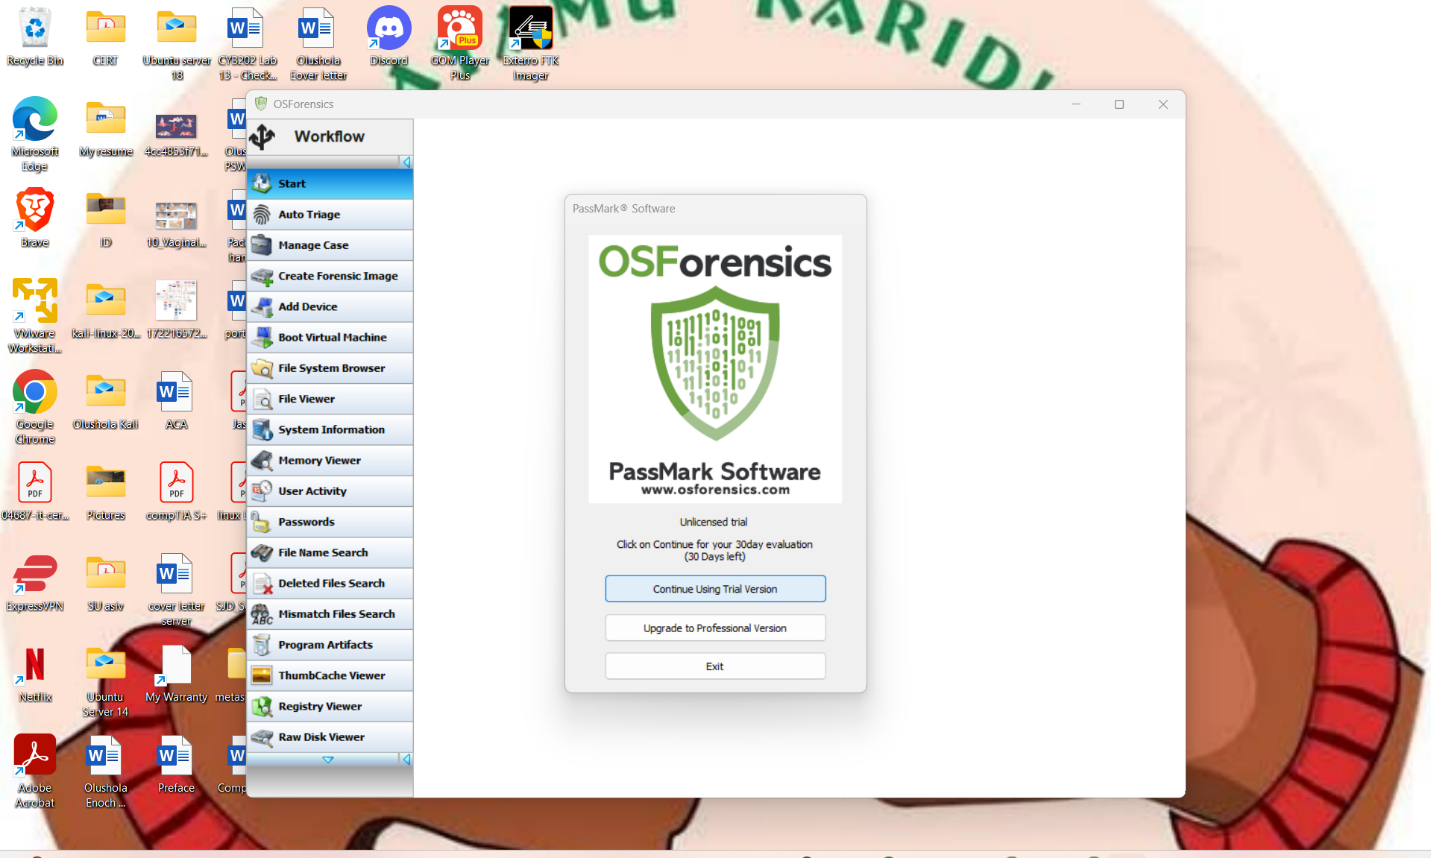 Recycle Bin
CERT
Ubuntu server
18
CYB202 Lab
13 - Check...
Olushola
Eover letter
Discord
GOM Player
Plus
Exterro FTK
Imager
Microsoft
Edge
My resume
4cc4853f71...
Brave
ID
10_Vaginal...
VMware
Workstati...
kali-linux-20...
172216572...
Google
Chrome
Olushola Kali
ACA
04687-it-cer...
Pictures
compTIA S+
linux
ExpressVPN
SIU asiv
cover letter
server
SJD S
Netflix
Ubuntu
Server 14
My Warranty
metas
Adobe
Acrobat
Olushola
Enoch ...
Preface
Comp
OSForensics
Workflow
Start
Auto Triage
Manage Case
Create Forensic Image
Add Device
Boot Virtual Machine
File System Browser
File Viewer
System Information
Memory Viewer
User Activity
Passwords
File Name Search
Deleted Files Search
Mismatch Files Search
Program Artifacts
ThumbCache Viewer
Registry Viewer
Raw Disk Viewer
PassMark® Software
OSForensics
PassMark Software
www.osforensics.com
Unlicensed trial
Click on Continue for your 30day evaluation
(30 Days left)
Continue Using Trial Version
Upgrade to Professional Version
Exit